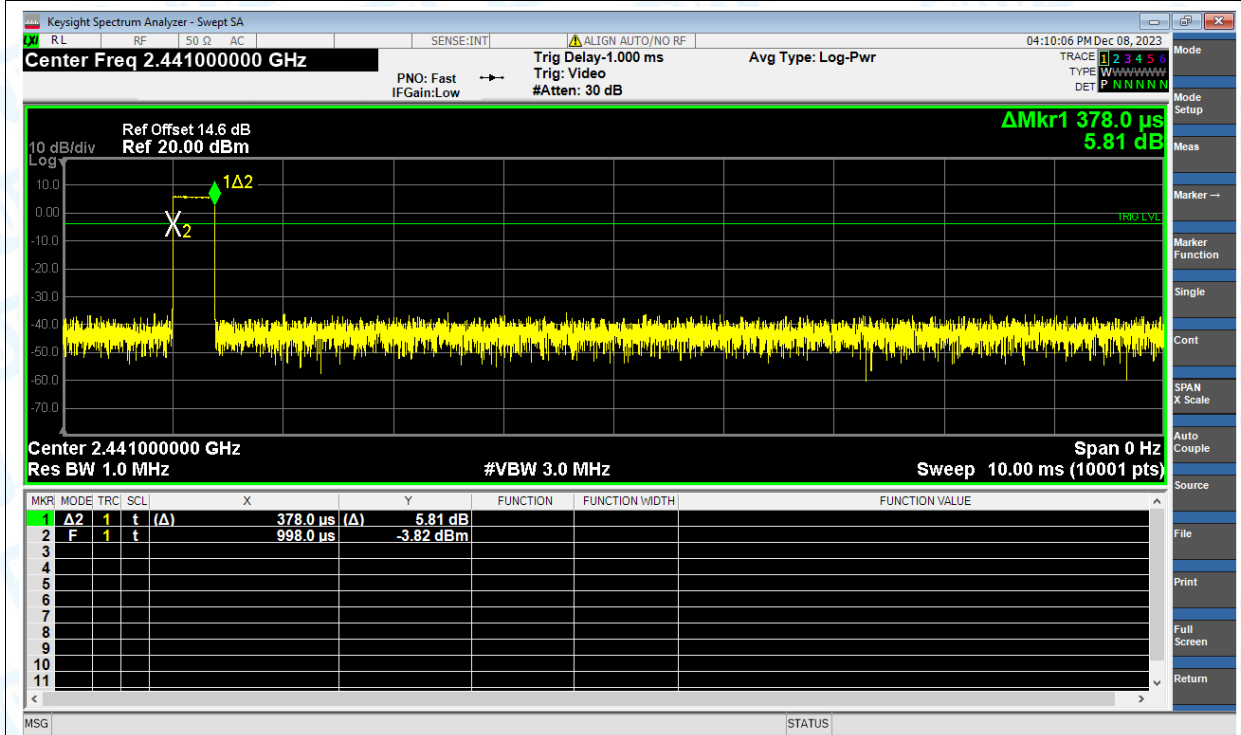 Keysight Spectrum Analyzer - Swept SA
LXI RL RF 50 Ω AC SENSE:INT ALIGN AUTO/NO RF 04:10:06 PM Dec 08, 2023
Center Freq 2.441000000 GHz
PNO: Fast
IFGain:Low
Trig Delay-1.000 ms
Trig: Video
#Atten: 30 dB
Avg Type: Log-Pwr
TRACE 1 2 3 4 5 6
TYPE WWWWWW
DET P N N N N N
ΔMkr1 378.0 µs
5.81 dB
Ref Offset 14.6 dB
10 dB/div Ref 20.00 dBm
Log
10.0
0.00
-10.0
-20.0
-30.0
-40.0
-50.0
-60.0
-70.0
1Δ2
X2
TRIG LVL
Center 2.441000000 GHz Span 0 Hz
Res BW 1.0 MHz #VBW 3.0 MHz Sweep 10.00 ms (10001 pts)
MKR MODE TRC SCL X Y FUNCTION FUNCTION WIDTH FUNCTION VALUE
1 Δ2 1 t (Δ) 378.0 µs (Δ) 5.81 dB
2 F 1 t 998.0 µs -3.82 dBm
3
4
5
6
7
8
9
10
11
MSG STATUS
Mode
Mode
Setup
Meas
Marker →
Marker
Function
Single
Cont
SPAN
X Scale
Auto
Couple
Source
File
Print
Full
Screen
Return